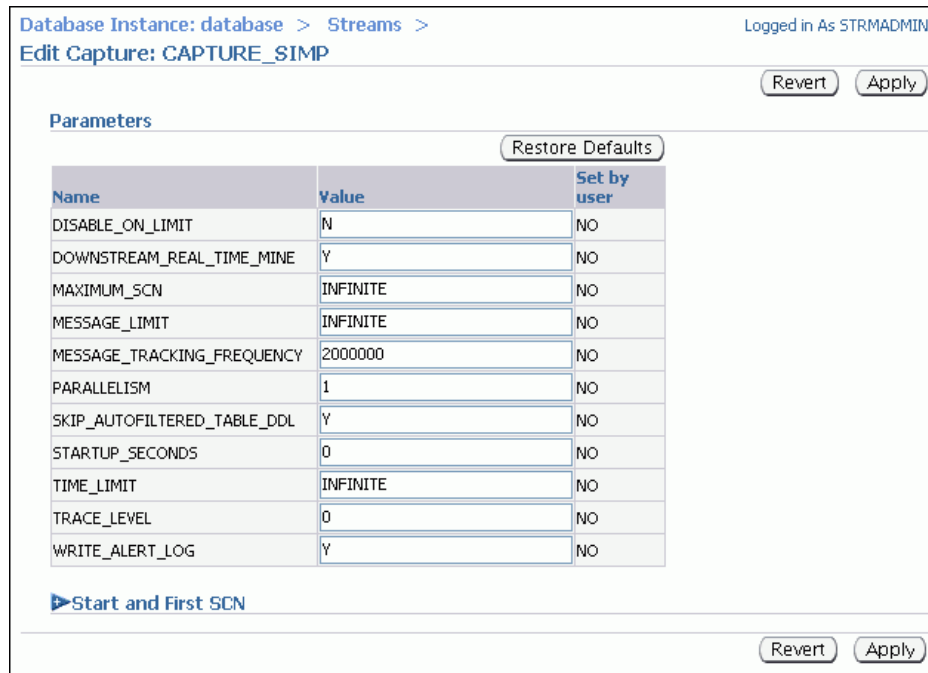 Database Instance: database > Streams > Logged in As STRMADMIN
Edit Capture: CAPTURE_SIMP
Revert Apply
Parameters
Restore Defaults
Name Value Set by user
DISABLE_ON_LIMIT N NO
DOWNSTREAM_REAL_TIME_MINE Y NO
MAXIMUM_SCN INFINITE NO
MESSAGE_LIMIT INFINITE NO
MESSAGE_TRACKING_FREQUENCY 2000000 NO
PARALLELISM 1 NO
SKIP_AUTOFILTERED_TABLE_DDL Y NO
STARTUP_SECONDS 0 NO
TIME_LIMIT INFINITE NO
TRACE_LEVEL 0 NO
WRITE_ALERT_LOG Y NO
Start and First SCN
Revert Apply